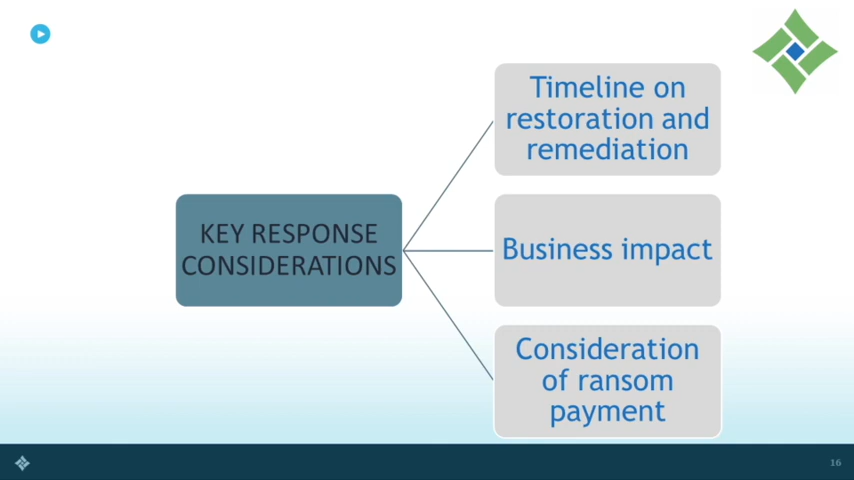 Timeline on
restoration and
remediation
KEY RESPONSE
CONSIDERATIONS
Business impact
Consideration
of ransom
payment
16